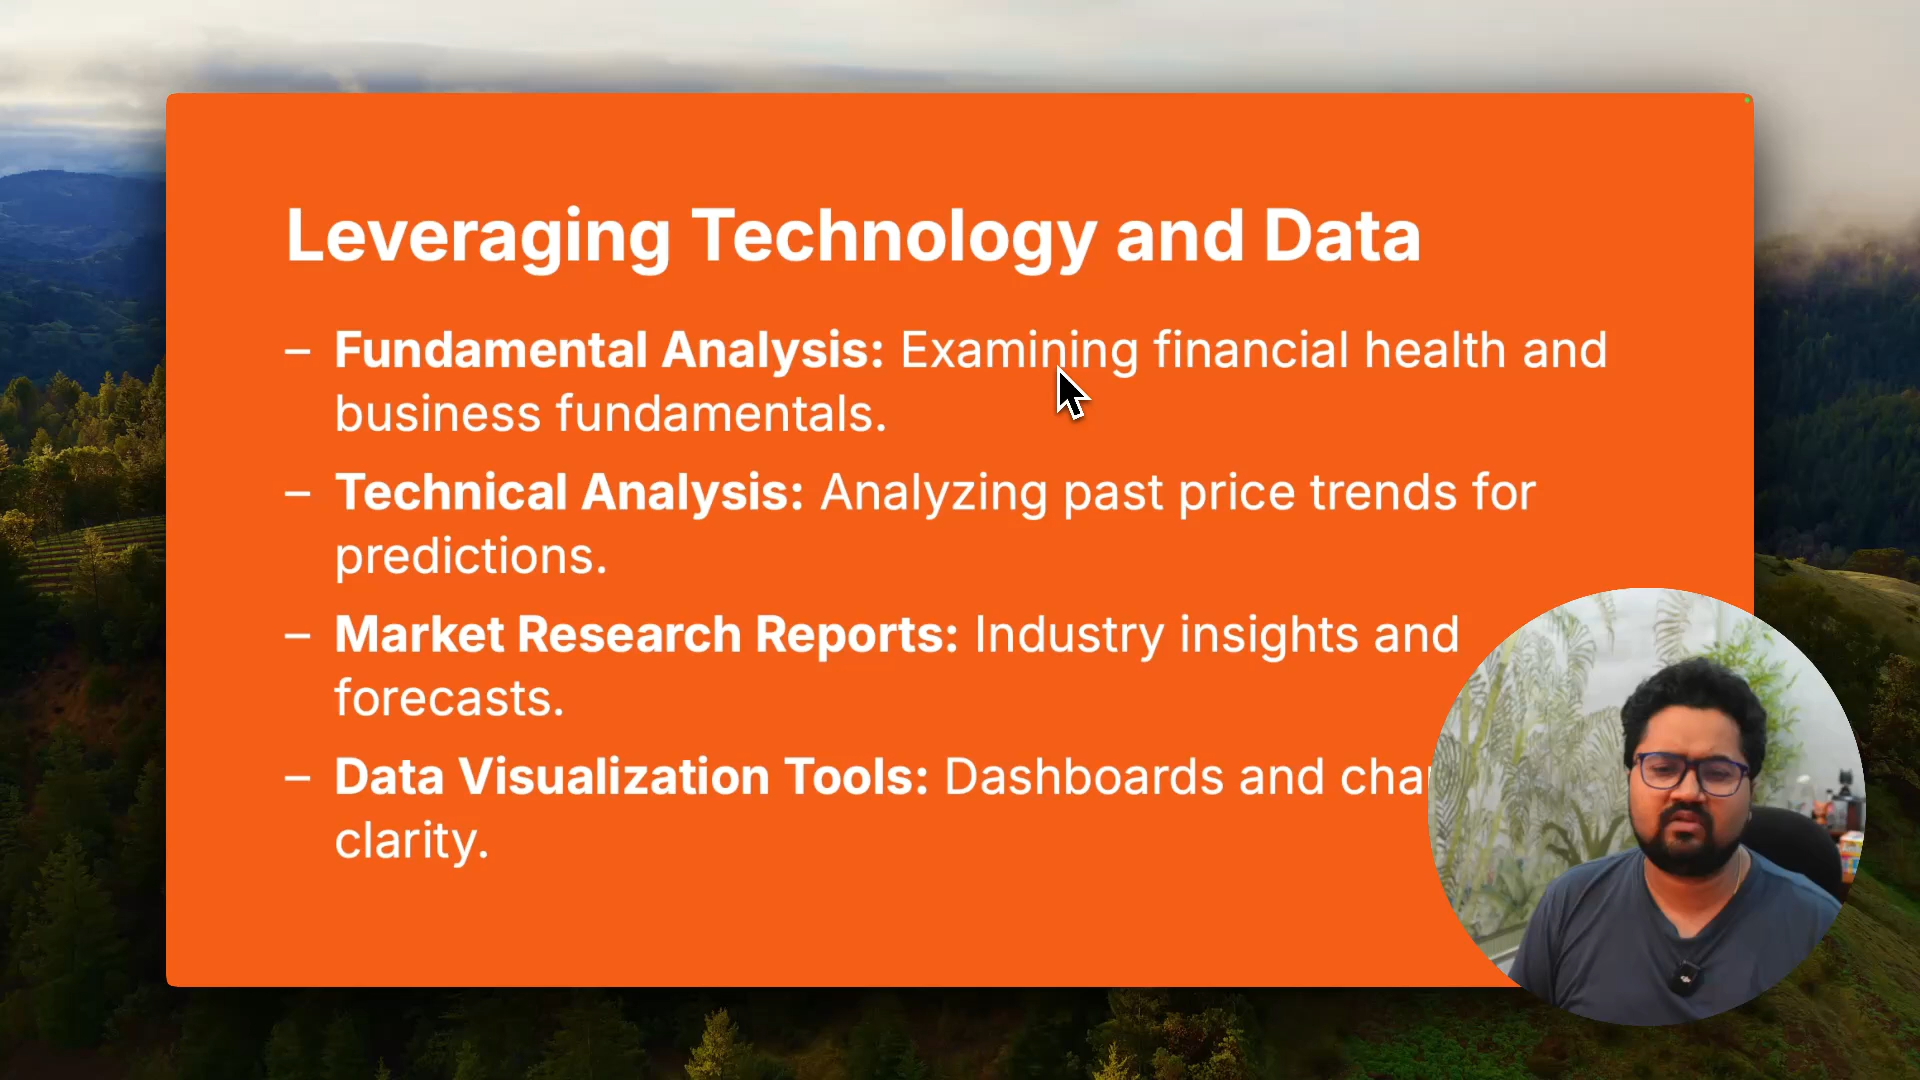 Leveraging Technology and Data
– Fundamental Analysis: Examining financial health and
business fundamentals.
– Technical Analysis: Analyzing past price trends for
predictions.
– Market Research Reports: Industry insights and
forecasts.
– Data Visualization Tools: Dashboards and
clarity.